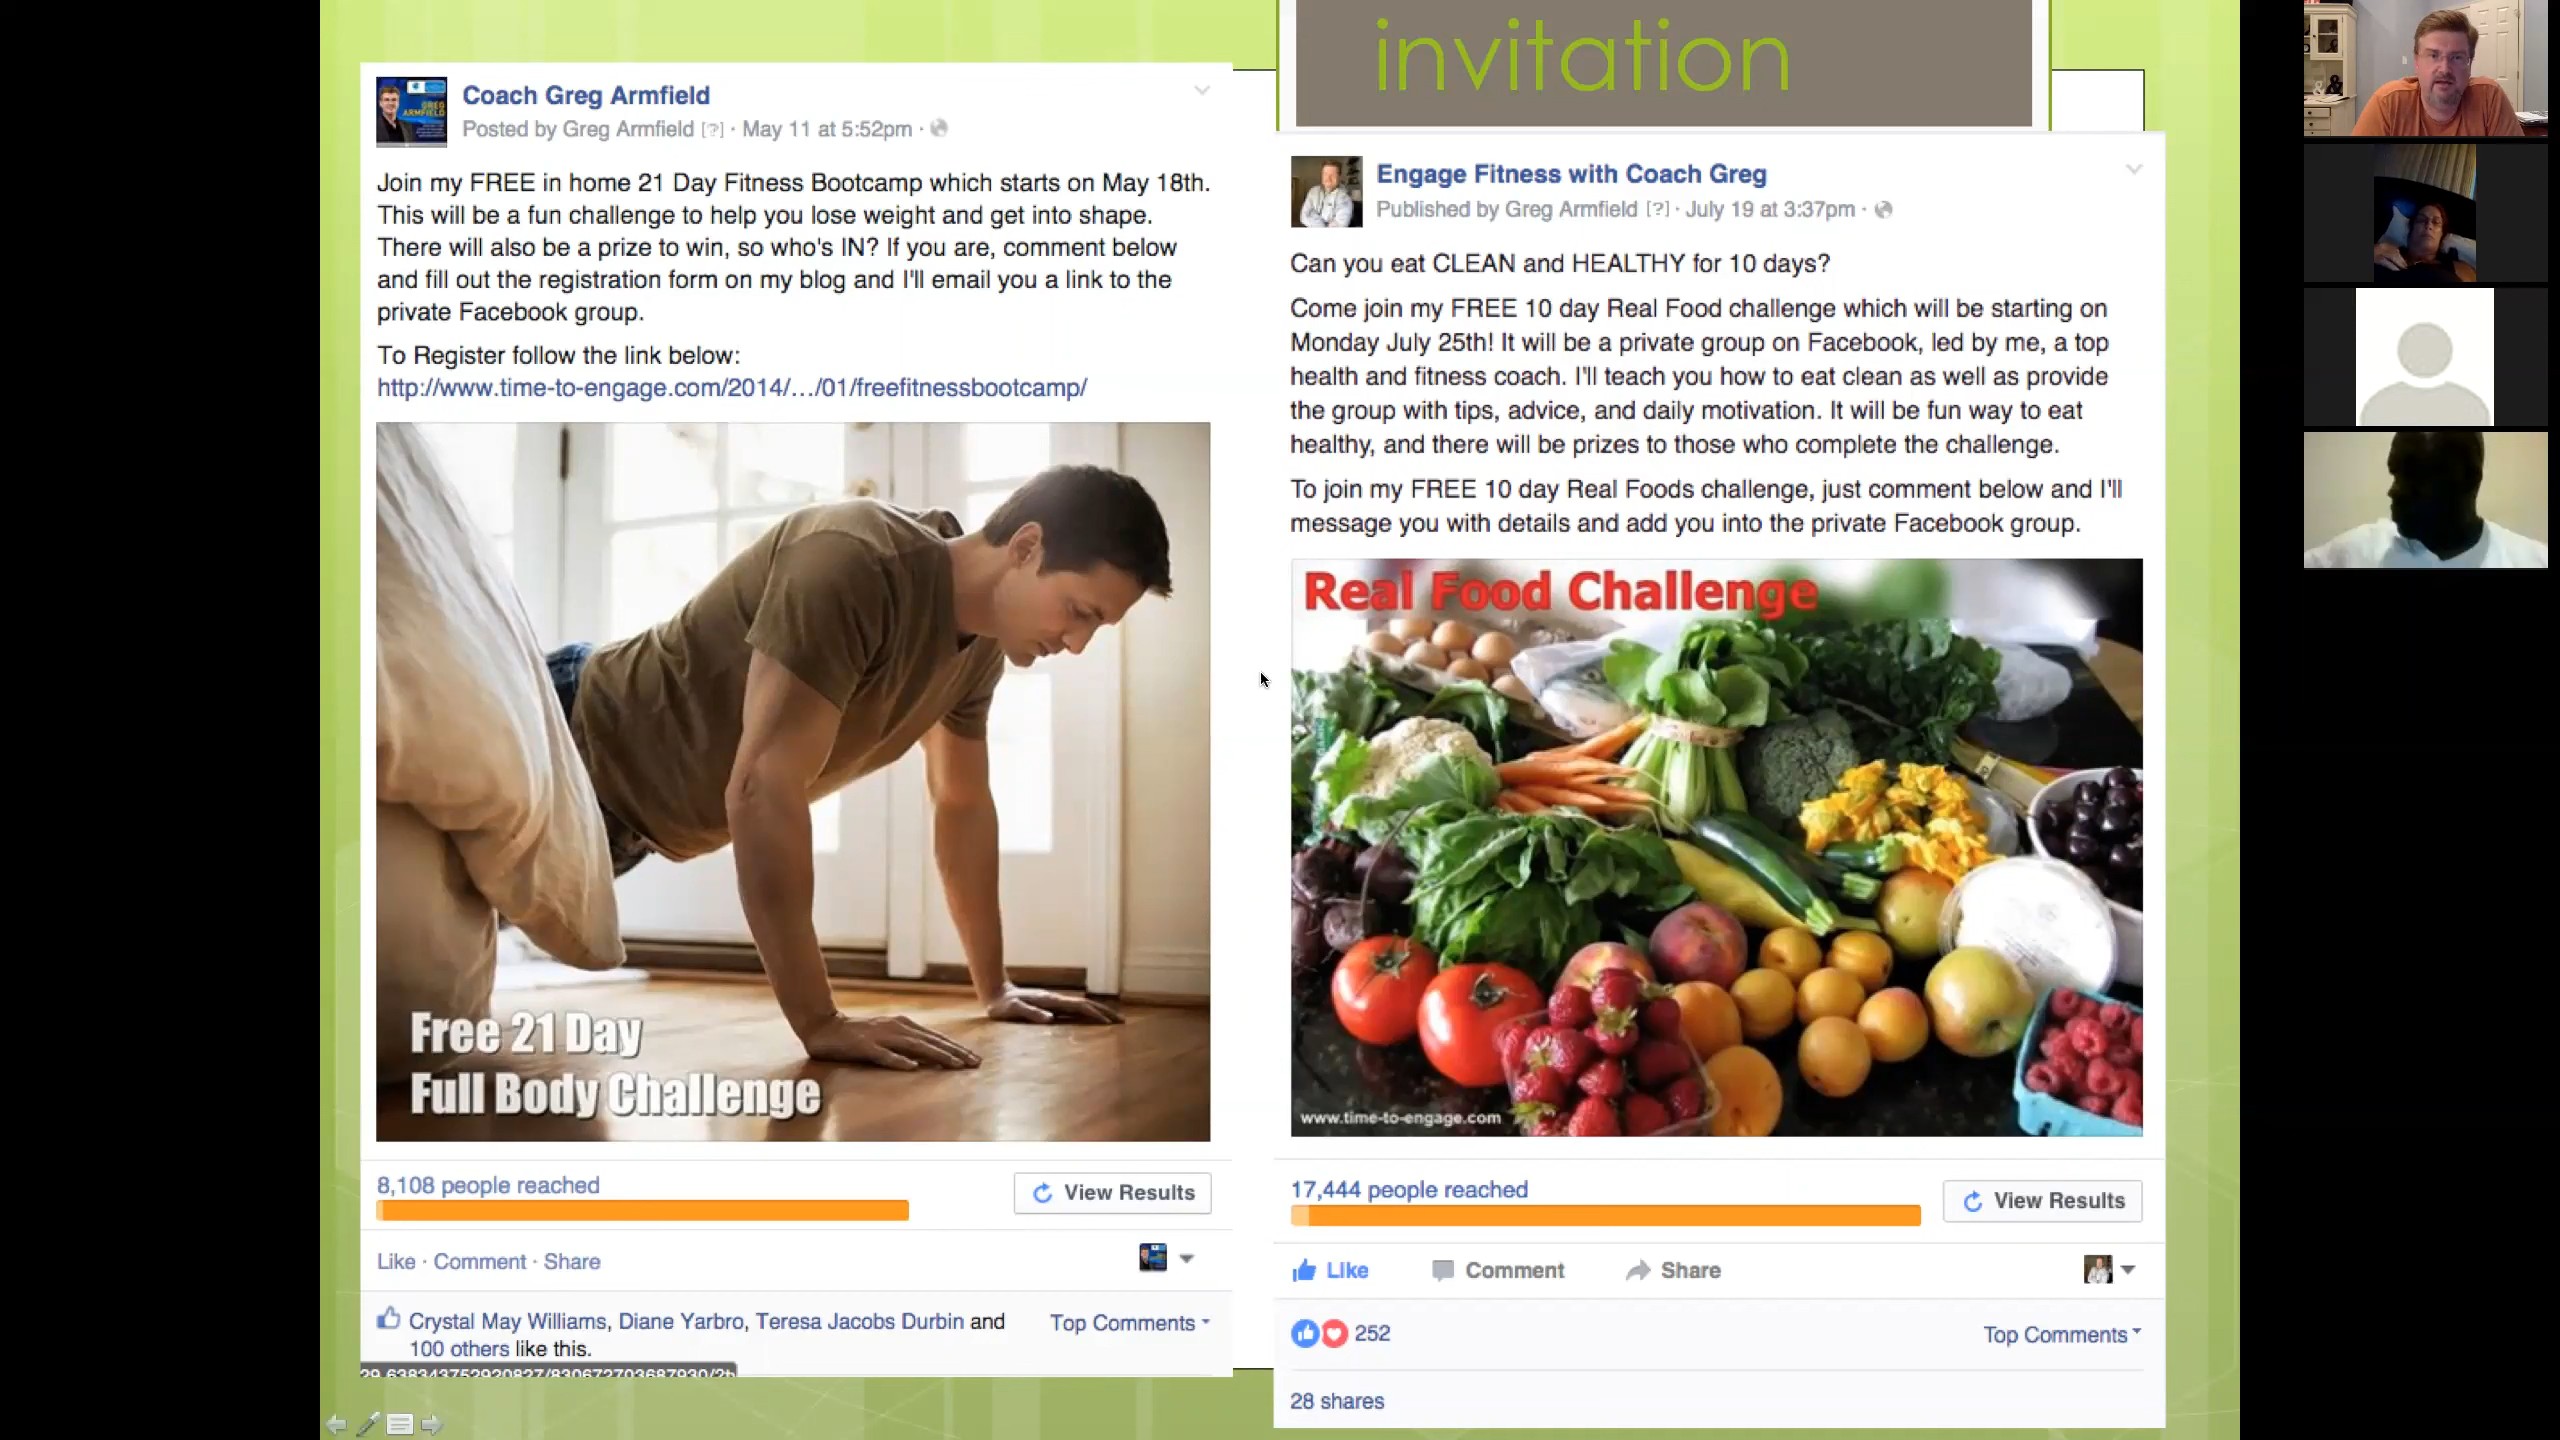 invitation
Coach Greg Armfield
Posted by Greg Armfield [?] · May 11 at 5:52pm ·
Join my FREE in home 21 Day Fitness Bootcamp which starts on May 18th.
This will be a fun challenge to help you lose weight and get into shape.
There will also be a prize to win, so who's IN? If you are, comment below
and fill out the registration form on my blog and I'll email you a link to the
private Facebook group.
To Register follow the link below:
http://www.time-to-engage.com/2014/…/01/freefitnessbootcamp/
Free 21 Day
Full Body Challenge
8,108 people reached
View Results
Like · Comment · Share
Crystal May Williams, Diane Yarbro, Teresa Jacobs Durbin and
100 others like this.
Top Comments
Engage Fitness with Coach Greg
Published by Greg Armfield [?] · July 19 at 3:37pm ·
Can you eat CLEAN and HEALTHY for 10 days?
Come join my FREE 10 day Real Food challenge which will be starting on
Monday July 25th! It will be a private group on Facebook, led by me, a top
health and fitness coach. I'll teach you how to eat clean as well as provide
the group with tips, advice, and daily motivation. It will be fun way to eat
healthy, and there will be prizes to those who complete the challenge.
To join my FREE 10 day Real Foods challenge, just comment below and I'll
message you with details and add you into the private Facebook group.
Real Food Challenge
www.time-to-engage.com
17,444 people reached
View Results
Like Comment Share
252
Top Comments
28 shares